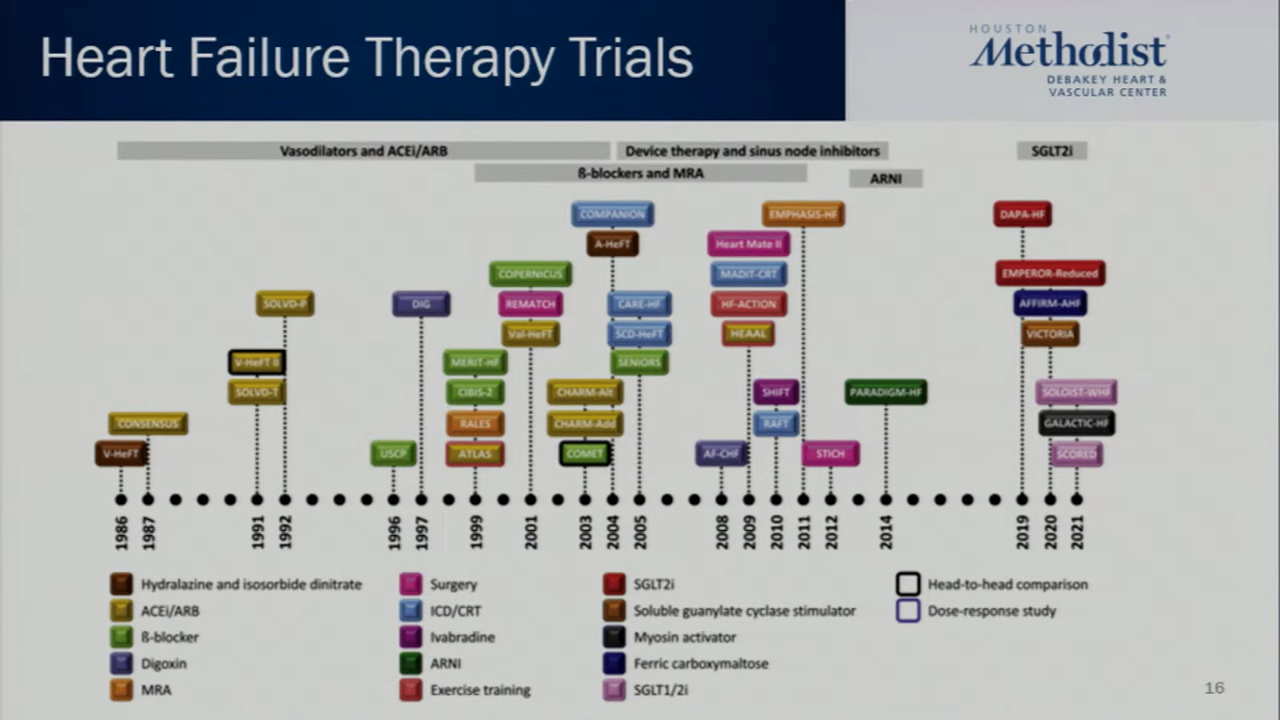 Heart Failure Therapy Trials
HOUSTON
Methodist
DEBAKEY HEART &
VASCULAR CENTER
Vasodilators and ACEi/ARB
Device therapy and sinus node inhibitors
SGLT2i
ß-blockers and MRA
ARNI
COMPANION
EMPHASIS-HF
DAPA-HF
A-HeFT
Heart Mate II
COPERNICUS
MADIT-CRT
EMPEROR-Reduced
SOLVD-P
DIG
REMATCH
CARE-HF
HF-ACTION
AFFIRM-AHF
Val-HeFT
SCD-HeFT
HEAAL
VICTORIA
V-HeFT II
MERIT-HF
SENIORS
SOLVD-T
CIBIS-2
CHARM-Alt
SHIFT
PARADIGM-HF
SOLOIST-WHF
CONSENSUS
RALES
CHARM-Add
RAFT
GALACTIC-HF
V-HeFT
USCP
ATLAS
COMET
AF-CHF
STICH
SCORED
1986
1987
1991
1992
1996
1997
1999
2001
2003
2004
2005
2008
2009
2010
2011
2012
2014
2019
2020
2021
Hydralazine and isosorbide dinitrate
ACEi/ARB
ß-blocker
Digoxin
MRA
Surgery
ICD/CRT
Ivabradine
ARNI
Exercise training
SGLT2i
Soluble guanylate cyclase stimulator
Myosin activator
Ferric carboxymaltose
SGLT1/2i
Head-to-head comparison
Dose-response study
16